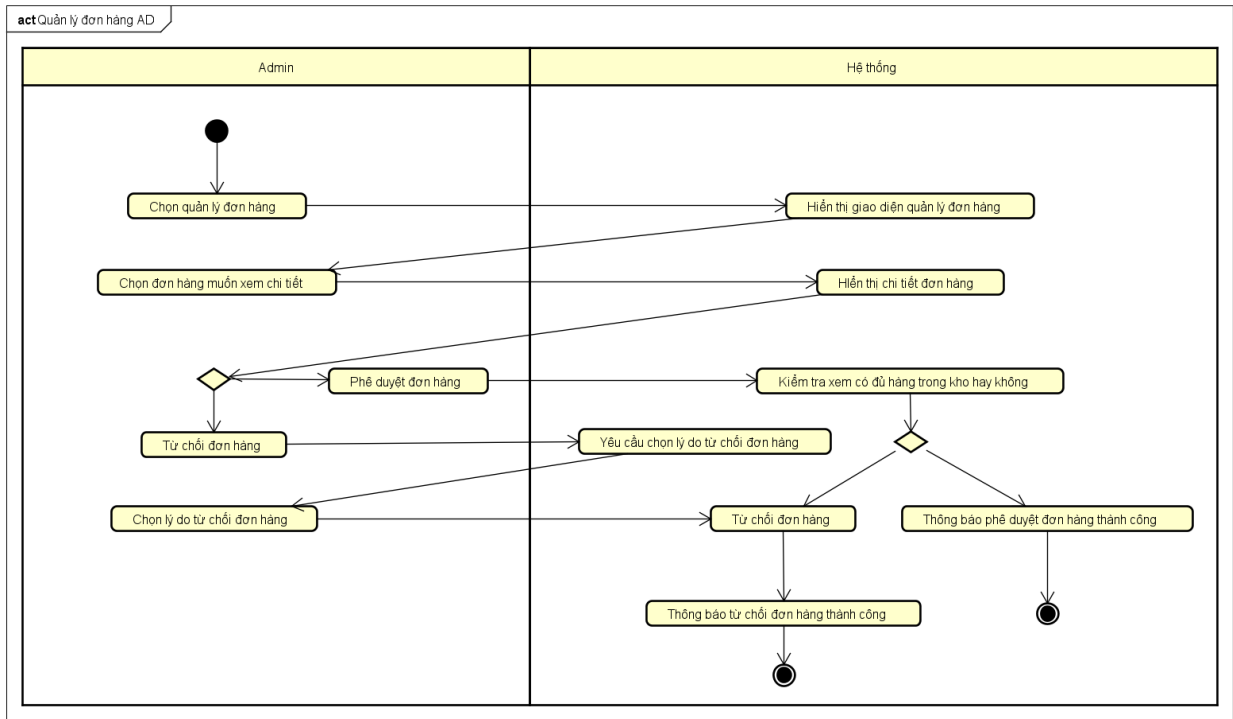 act Quản lý đơn hàng AD
Admin
Hệ thống
Chọn quản lý đơn hàng
Hiển thị giao diện quản lý đơn hàng
Chọn đơn hàng muốn xem chi tiết
HIển thị chi tiết đơn hàng
Phê duyệt đơn hàng
Kiểm tra xem có đủ hàng trong kho hay không
Từ chối đơn hàng
Yêu cầu chọn lý do từ chối đơn hàng
Chọn lý do từ chối đơn hàng
Từ chối đơn hàng
Thông báo phê duyệt đơn hàng thành công
Thông báo từ chối đơn hàng thành công